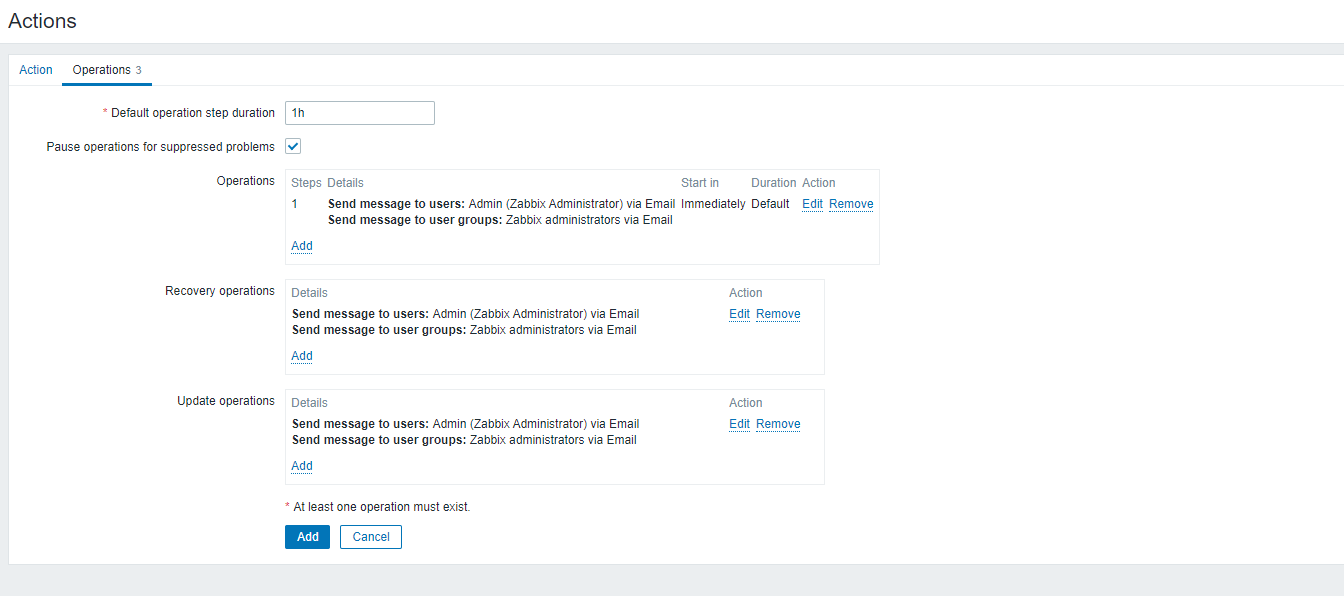 Actions
Action Operations 3
* Default operation step duration 1h
Pause operations for suppressed problems
Operations Steps Details Start in Duration Action
1 Send message to users: Admin (Zabbix Administrator) via Email Immediately Default Edit Remove
Send message to user groups: Zabbix administrators via Email
Add
Recovery operations Details Action
Send message to users: Admin (Zabbix Administrator) via Email Edit Remove
Send message to user groups: Zabbix administrators via Email
Add
Update operations Details Action
Send message to users: Admin (Zabbix Administrator) via Email Edit Remove
Send message to user groups: Zabbix administrators via Email
Add
* At least one operation must exist.
Add Cancel